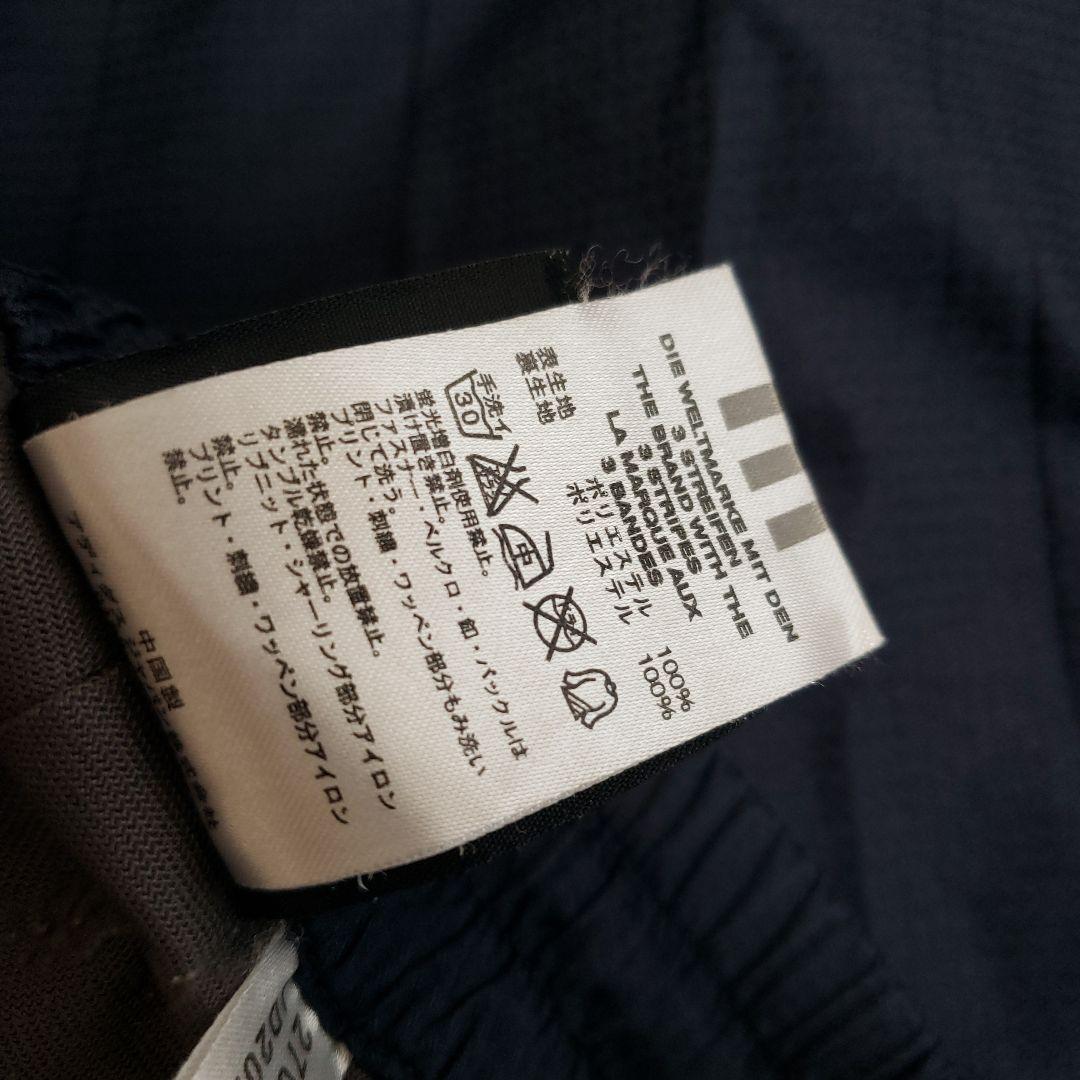 DIE WELTMARKE MIT DEN
3 STREIFEN
THE BRAND WITH THE
3 STRIPES
LA MARQUE AUX
3 BANDES
表生地 ポリエステル 100%
裏生地 ポリエステル 100%
手洗イ
30
蛍光増白剤使用禁止。
漬け置き禁止。ベルクロ・釦・バックルは
ファスナー
閉じて洗う。
プリント・刺繍・ワッペン部分もみ洗い
禁止。
濡れた状態での放置禁止。
タンブル乾燥禁止。
リブニット・シャーリング部分アイロン
禁止。
プリント・刺繍・ワッペン部分アイロン
禁止。
中国製